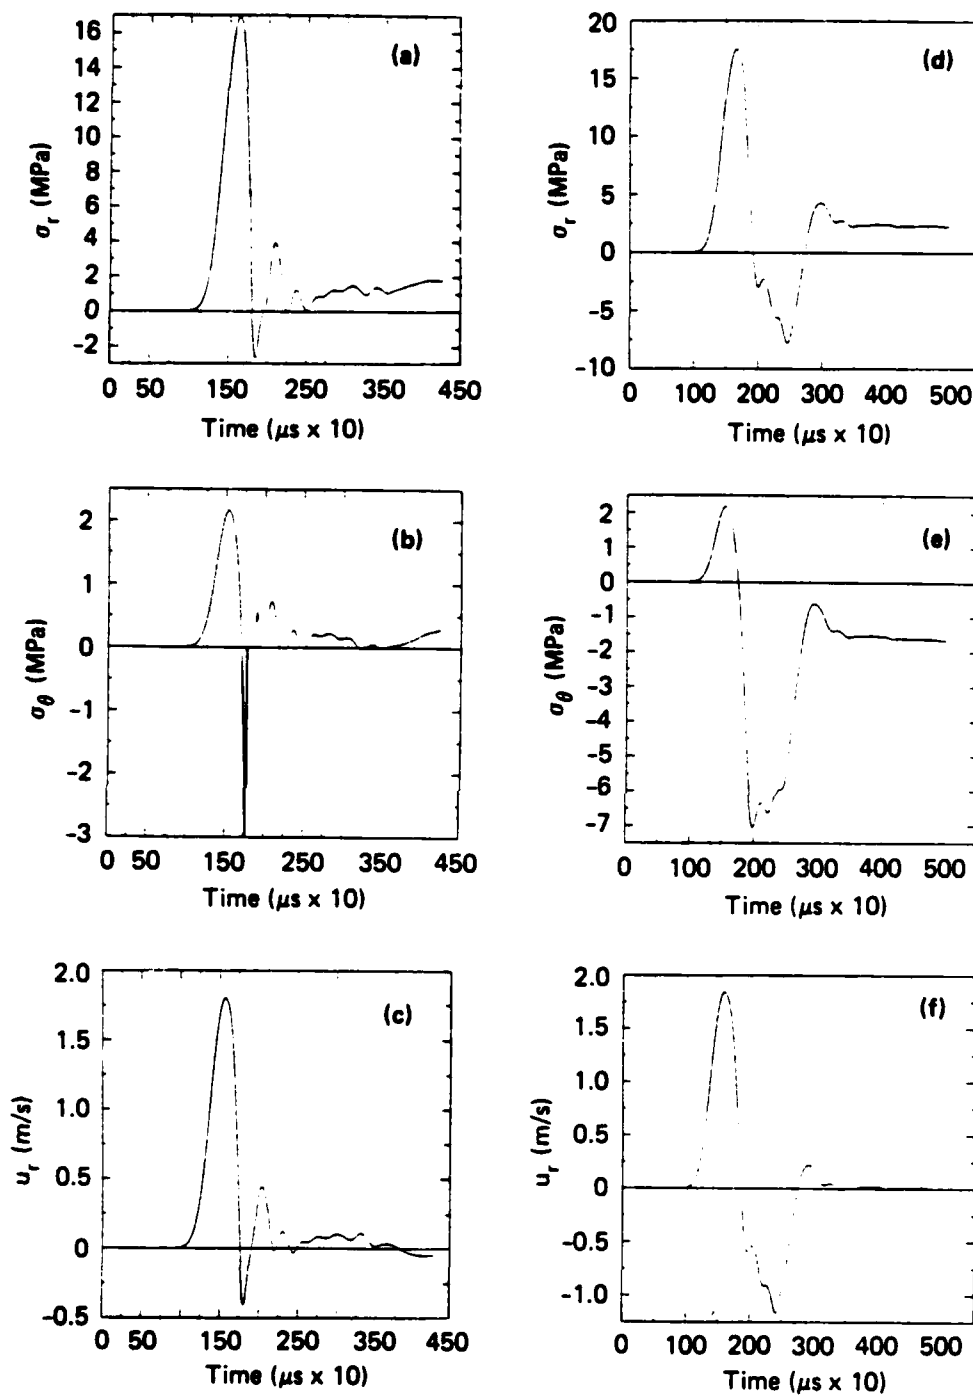 16
14
12
10
8
6
4
2
0
−2
σr (MPa)
(a)
0 50 150 250 350 450
Time (μs x 10)
20
15
10
5
0
−5
−10
σr (MPa)
(d)
0 100 200 300 400 500
Time (μs x 10)
2
1
0
−1
−2
−3
σθ (MPa)
(b)
0 50 150 250 350 450
Time (μs x 10)
2
1
0
−1
−2
−3
−4
−5
−6
−7
σθ (MPa)
(e)
0 100 200 300 400 500
Time (μs x 10)
2.0
1.5
1.0
0.5
0
−0.5
ur (m/s)
(c)
0 50 150 250 350 450
Time (μs x 10)
2.0
1.5
1.0
0.5
0
−0.5
−1.0
ur (m/s)
(f)
0 100 200 300 400 500
Time (μs x 10)